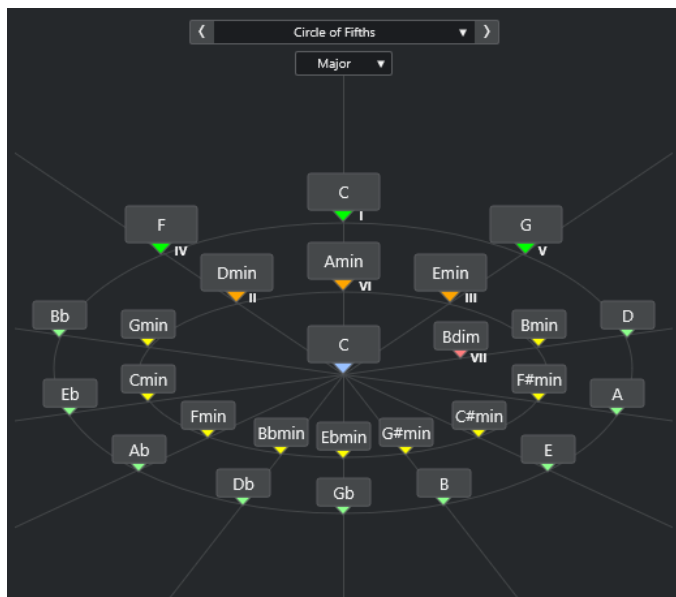 Circle of Fifths
Major
C
I
F
G
IV
V
Amin
Dmin
Emin
VI
II
III
Bb
Gmin
Bdim
Bmin
D
C
VII
Eb
Cmin
F#min
A
Fmin
C#min
Bbmin
Ebmin
G#min
Ab
E
Db
Gb
B